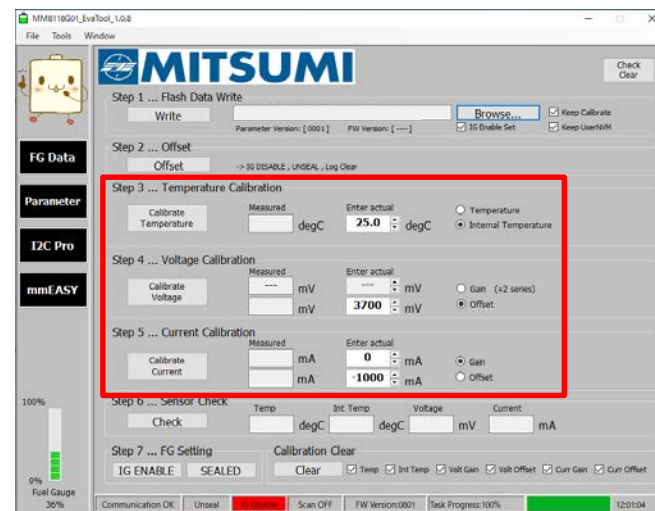 MM8118G01_EvaTool_1.0.8
File Tools Window
MITSUMI
Check Clear
Step 1 ... Flash Data Write
Write
Browse...
Keep Calibrate
Parameter Version: [ 0001 ] FW Version: [ ---- ]
IG Enable Set
Keep UserNVM
Step 2 ... Offset
Offset
-> IG DISABLE , UNSEAL , Log Clear
FG Data
Parameter
I2C Pro
mmEASY
Step 3 ... Temperature Calibration
Measured Enter actual
Calibrate Temperature
degC 25.0 degC
Temperature
Internal Temperature
Step 4 ... Voltage Calibration
Measured Enter actual
Calibrate Voltage
--- mV --- mV
Gain (≥2 series)
3700 mV
mV
Offset
Step 5 ... Current Calibration
Measured Enter actual
Calibrate Current
mA 0 mA
Gain
mA -1000 mA
Offset
Step 6 ... Sensor Check
Temp Int Temp Voltage Current
Check
degC degC mV mA
Step 7 ... FG Setting
IG ENABLE SEALED
Calibration Clear
Clear
Temp Int Temp Volt Gain Volt Offset Curr Gain Curr Offset
100%
0%
Fuel Gauge
36%
Communication OK Unseal IG Disable Scan OFF FW Version:0801 Task Progress:100% 12:01:04